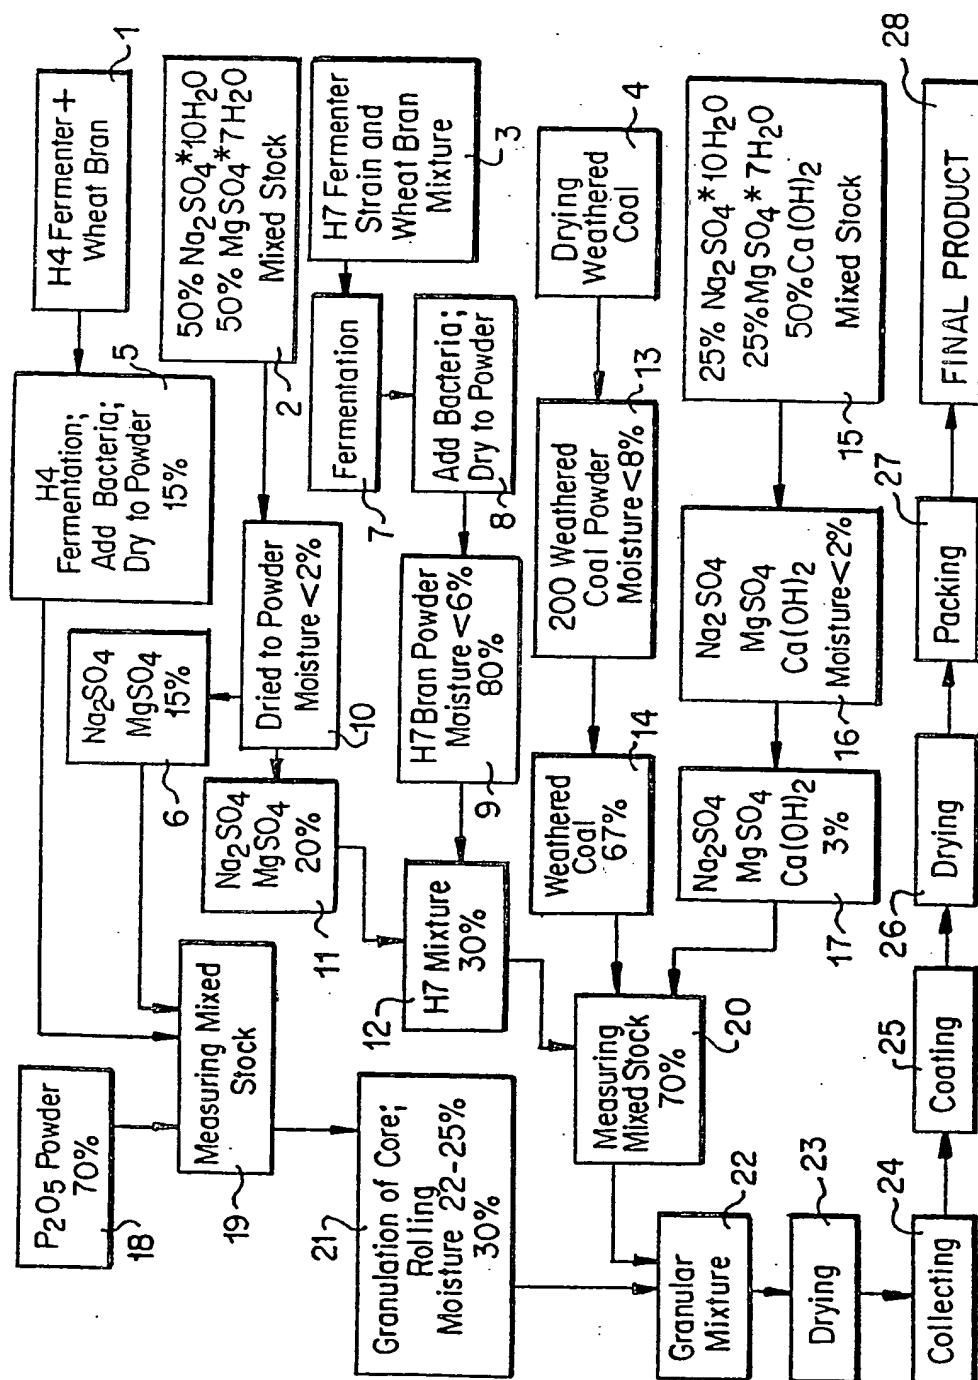 1
H4 Fermenter +
Wheat Bran
5
H4
Fermentation;
Add Bacteria;
Dry to Powder
15%
50% Na2SO4*10H2O
50% MgSO4*7H2O
Mixed Stock
2
H7 Fermenter
Strain and
Wheat Bran
Mixture
3
Drying
Weathered
Coal
4
25% Na2SO4*10H2O
25%MgSO4*7H2O
50%Ca(OH)2
Mixed Stock
15
28
FINAL PRODUCT
Na2SO4
MgSO4
15%
6
Dried to Powder
Moisture <2%
10
Fermentation
7
Add Bacteria;
Dry to Powder
8
13
200 Weathered
Coal Powder
Moisture<8%
Na2SO4
MgSO4
Ca(OH)2
Moisture<2%
16
27
Packing
Na2SO4
MgSO4
20%
11
H7Bran Powder
Moisture <6%
80%
9
14
Weathered
Coal
67%
Na2SO4
MgSO4
Ca(OH)2
3%
17
26
Drying
P2O5 Powder
70%
18
Measuring Mixed
Stock
19
H7 Mixture
30%
12
Measuring
Mixed Stock
70%
20
25
Coating
21
Granulation of Core;
Rolling
Moisture 22-25%
30%
22
Granular
Mixture
23
Drying
24
Collecting